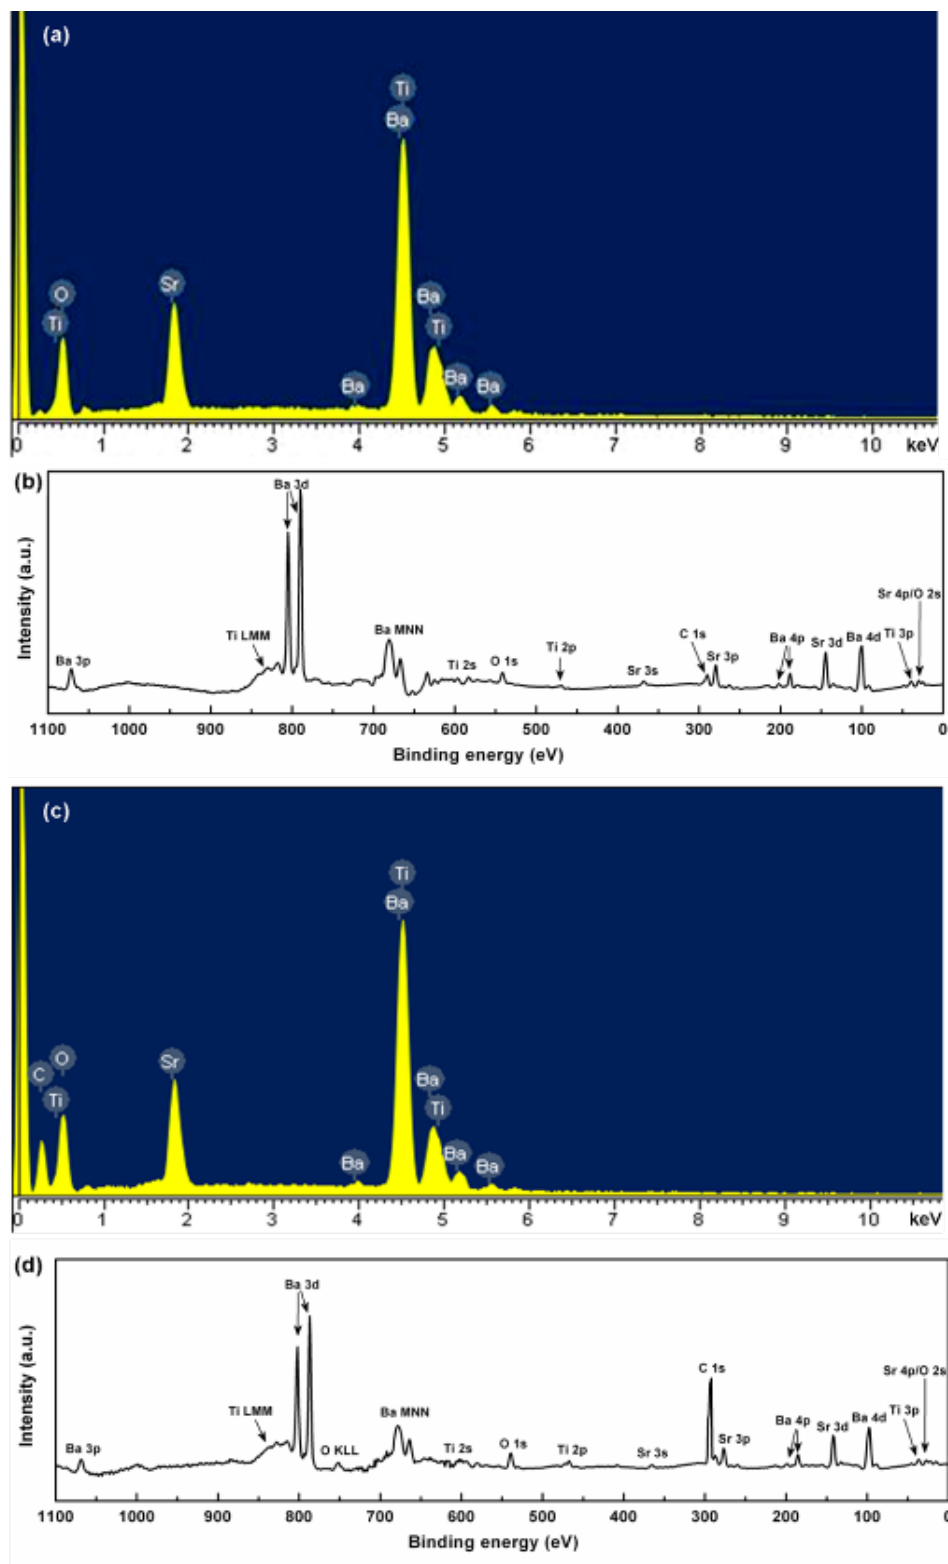 (a)
Ti
Ba
O
Sr
Ba
Ti
Ti
Ba
Ba
Ba
0 1 2 3 4 5 6 7 8 9 10 keV
(b)
Ba 3d
Sr 4p/O 2s
Ti LMM
Ba MNN
C 1s
Ti 2p
Ba 4p
Sr 3d
Ba 4d
Ti 3p
Ba 3p
Ti 2s
O 1s
Sr 3s
Sr 3p
Intensity (a.u.)
1100 1000 900 800 700 600 500 400 300 200 100 0
Binding energy (eV)
(c)
Ti
Ba
O
C
Sr
Ba
Ti
Ti
Ba
Ba
Ba
0 1 2 3 4 5 6 7 8 9 10 keV
(d)
Ba 3d
C 1s
Sr 4p/O 2s
Ti LMM
Ba MNN
Ba 4p
Sr 3d
Ba 4d
Ti 3p
Ba 3p
O KLL
Ti 2s
O 1s
Ti 2p
Sr 3s
Sr 3p
Intensity (a.u.)
1100 1000 900 800 700 600 500 400 300 200 100 0
Binding energy (eV)